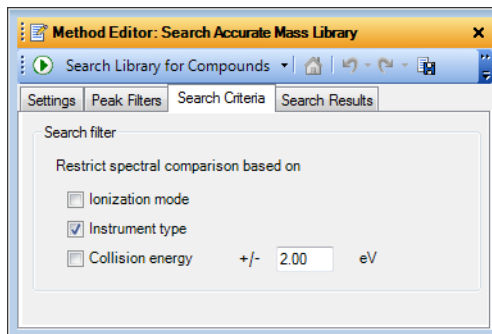 Method Editor: Search Accurate Mass Library
Search Library for Compounds
Settings Peak Filters Search Criteria Search Results
Search filter
Restrict spectral comparison based on
Ionization mode
Instrument type
Collision energy +/- 2.00 eV